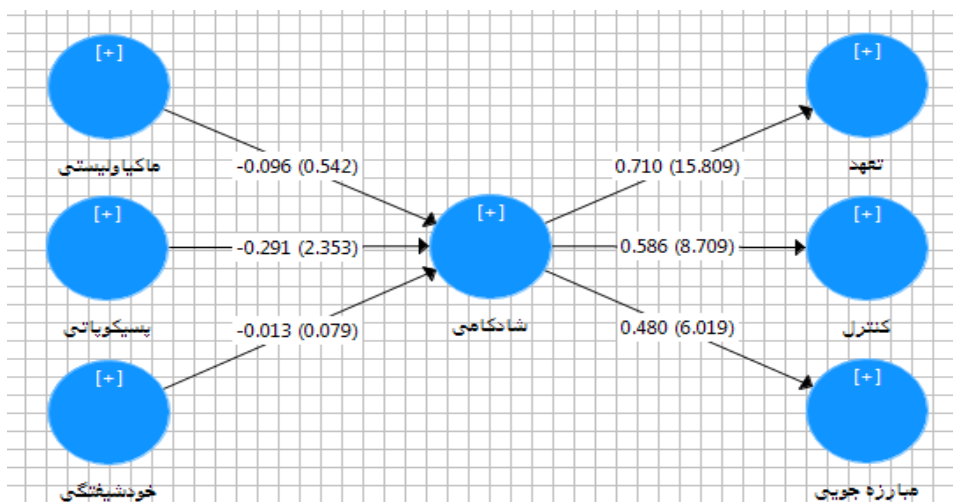 [+]
[+]
ماکیاولیستی
-0.096 (0.542)
0.710 (15.809)
تعهد
[+]
[+]
[+]
-0.291 (2.353)
0.586 (8.709)
پسیکوپاتی
-0.013 (0.079)
شادکامی
0.480 (6.019)
کنترل
[+]
[+]
خودشیفتگی
مبارزه جویی